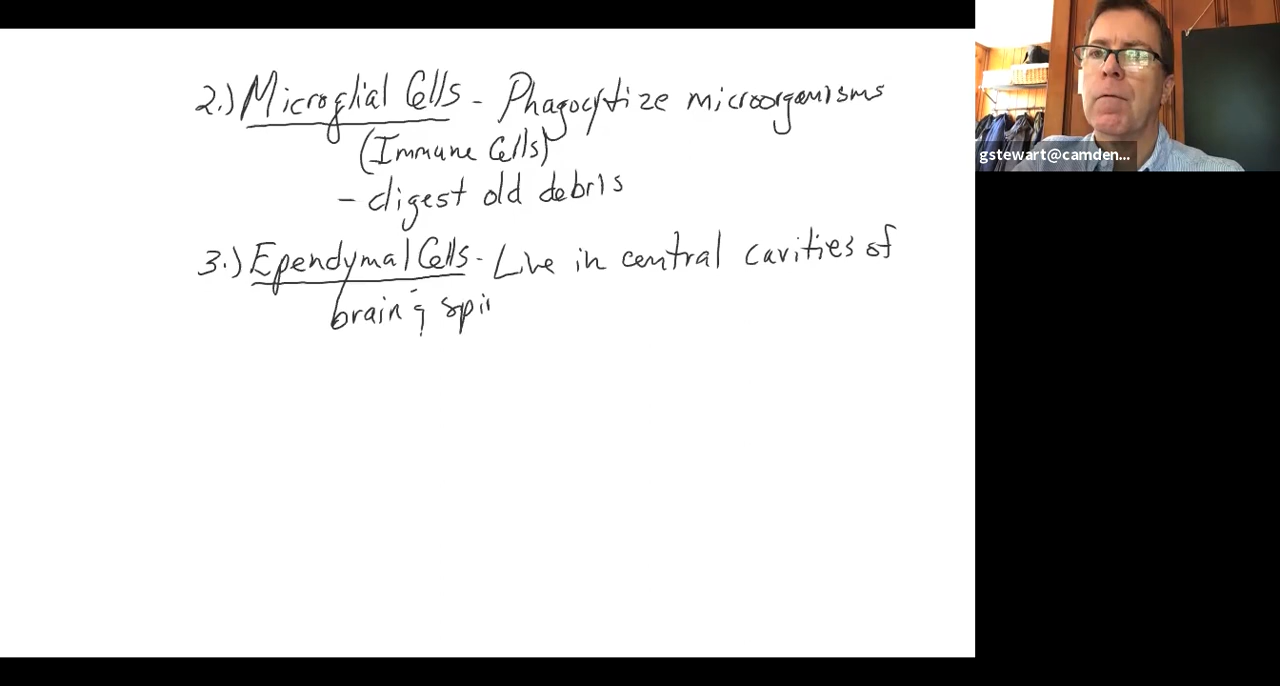 2.) Microglial Cells - Phagocytize microorganisms
(Immune Cells)
- digest old debris
3.) Ependymal Cells - Live in central cavities of
brain & spi
gstewart@camden...